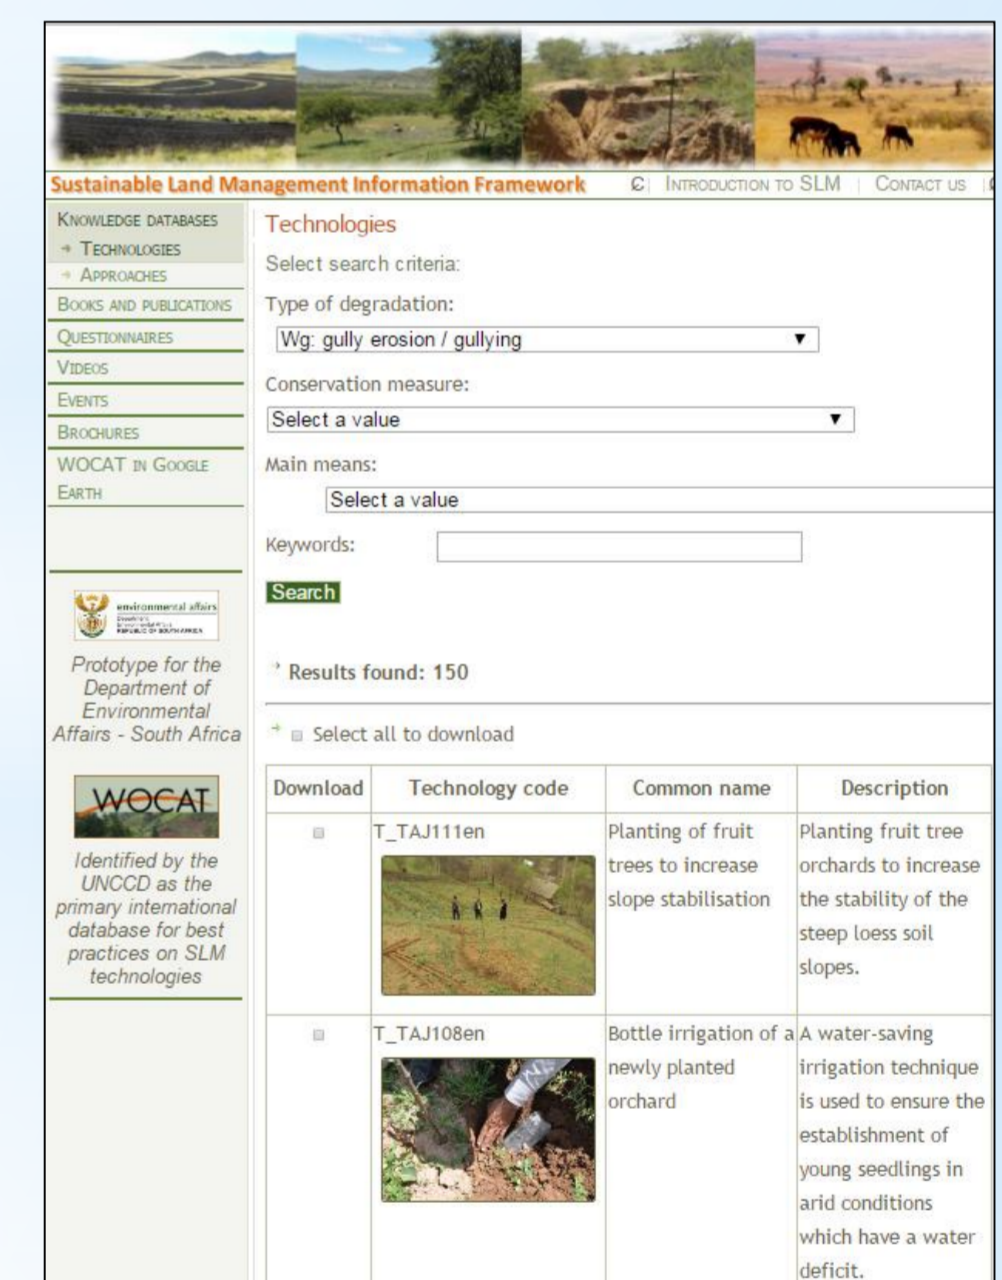 Sustainable Land Management Information Framework
INTRODUCTION TO SLM | CONTACT US |
KNOWLEDGE DATABASES
TECHNOLOGIES
APPROACHES
BOOKS AND PUBLICATIONS
QUESTIONNAIRES
VIDEOS
EVENTS
BROCHURES
WOCAT IN GOOGLE
EARTH
environmental affairs
Department:
Environmental Affairs
REPUBLIC OF SOUTH AFRICA
Prototype for the
Department of
Environmental
Affairs - South Africa
WOCAT
Identified by the
UNCCD as the
primary international
database for best
practices on SLM
technologies
Technologies
Select search criteria:
Type of degradation:
Wg: gully erosion / gullying
Conservation measure:
Select a value
Main means:
Select a value
Keywords:
Search
Results found: 150
Select all to download
Download Technology code Common name Description
T_TAJ111en
Planting of fruit
trees to increase
slope stabilisation
Planting fruit tree
orchards to increase
the stability of the
steep loess soil
slopes.
T_TAJ108en
Bottle irrigation of a
newly planted
orchard
A water-saving
irrigation technique
is used to ensure the
establishment of
young seedlings in
arid conditions
which have a water
deficit.